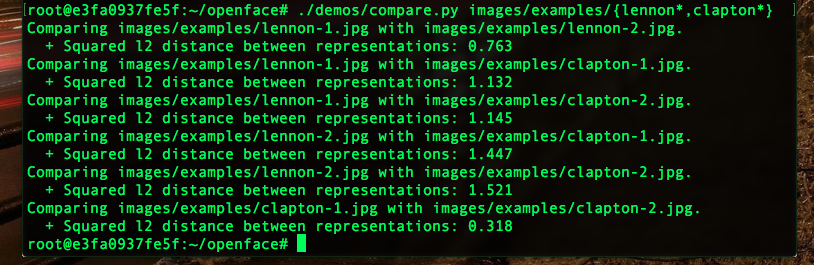 [root@e3fa0937fe5f:~/openface# ./demos/compare.py images/examples/{lennon*,clapton*} ]
Comparing images/examples/lennon-1.jpg with images/examples/lennon-2.jpg.
  + Squared l2 distance between representations: 0.763
Comparing images/examples/lennon-1.jpg with images/examples/clapton-1.jpg.
  + Squared l2 distance between representations: 1.132
Comparing images/examples/lennon-1.jpg with images/examples/clapton-2.jpg.
  + Squared l2 distance between representations: 1.145
Comparing images/examples/lennon-2.jpg with images/examples/clapton-1.jpg.
  + Squared l2 distance between representations: 1.447
Comparing images/examples/lennon-2.jpg with images/examples/clapton-2.jpg.
  + Squared l2 distance between representations: 1.521
Comparing images/examples/clapton-1.jpg with images/examples/clapton-2.jpg.
  + Squared l2 distance between representations: 0.318
root@e3fa0937fe5f:~/openface#